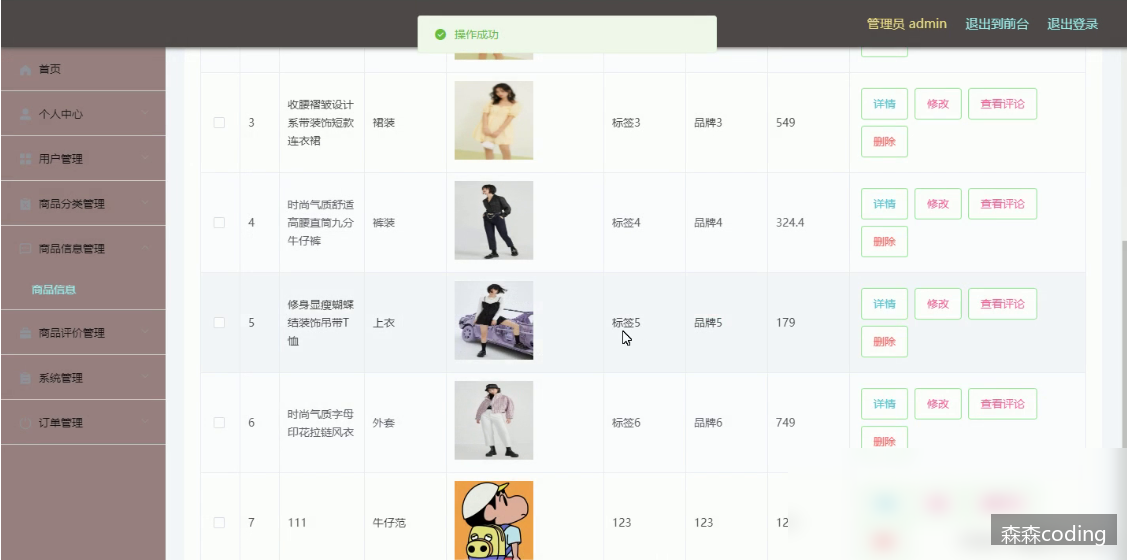 操作成功
管理员 admin 退出到前台 退出登录
首页
个人中心
用户管理
商品分类管理
商品信息管理
商品信息
商品评价管理
系统管理
订单管理
3 收腰褶皱设计 裙装 标签3 品牌3 549 详情 修改 查看评论
系带装饰短款
连衣裙
删除
4 时尚气质舒适 裤装 标签4 品牌4 324.4 详情 修改 查看评论
高腰直筒九分
牛仔裤
删除
5 修身显瘦蝴蝶 上衣 标签5 品牌5 179 详情 修改 查看评论
结装饰吊带T
恤
删除
6 时尚气质字母 外套 标签6 品牌6 749 详情 修改 查看评论
印花拉链风衣
删除
7 111 牛仔范 123 123 12
森森coding